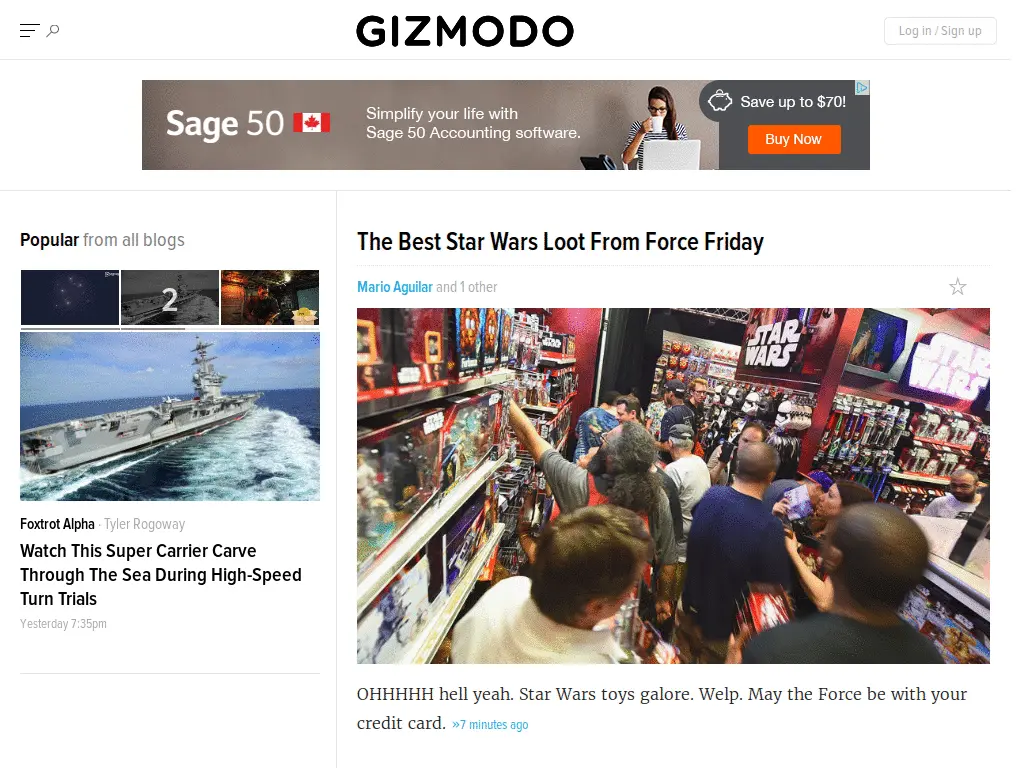 GIZMODO
Log in / Sign up
Sage 50
Simplify your life with
Sage 50 Accounting software.
Save up to $70!
Buy Now
Popular from all blogs
2
Foxtrot Alpha · Tyler Rogoway
Watch This Super Carrier Carve
Through The Sea During High-Speed
Turn Trials
Yesterday 7:35pm
The Best Star Wars Loot From Force Friday
Mario Aguilar and 1 other
STAR
WARS
STAR
WARS
OHHHHH hell yeah. Star Wars toys galore. Welp. May the Force be with your
credit card. »7 minutes ago